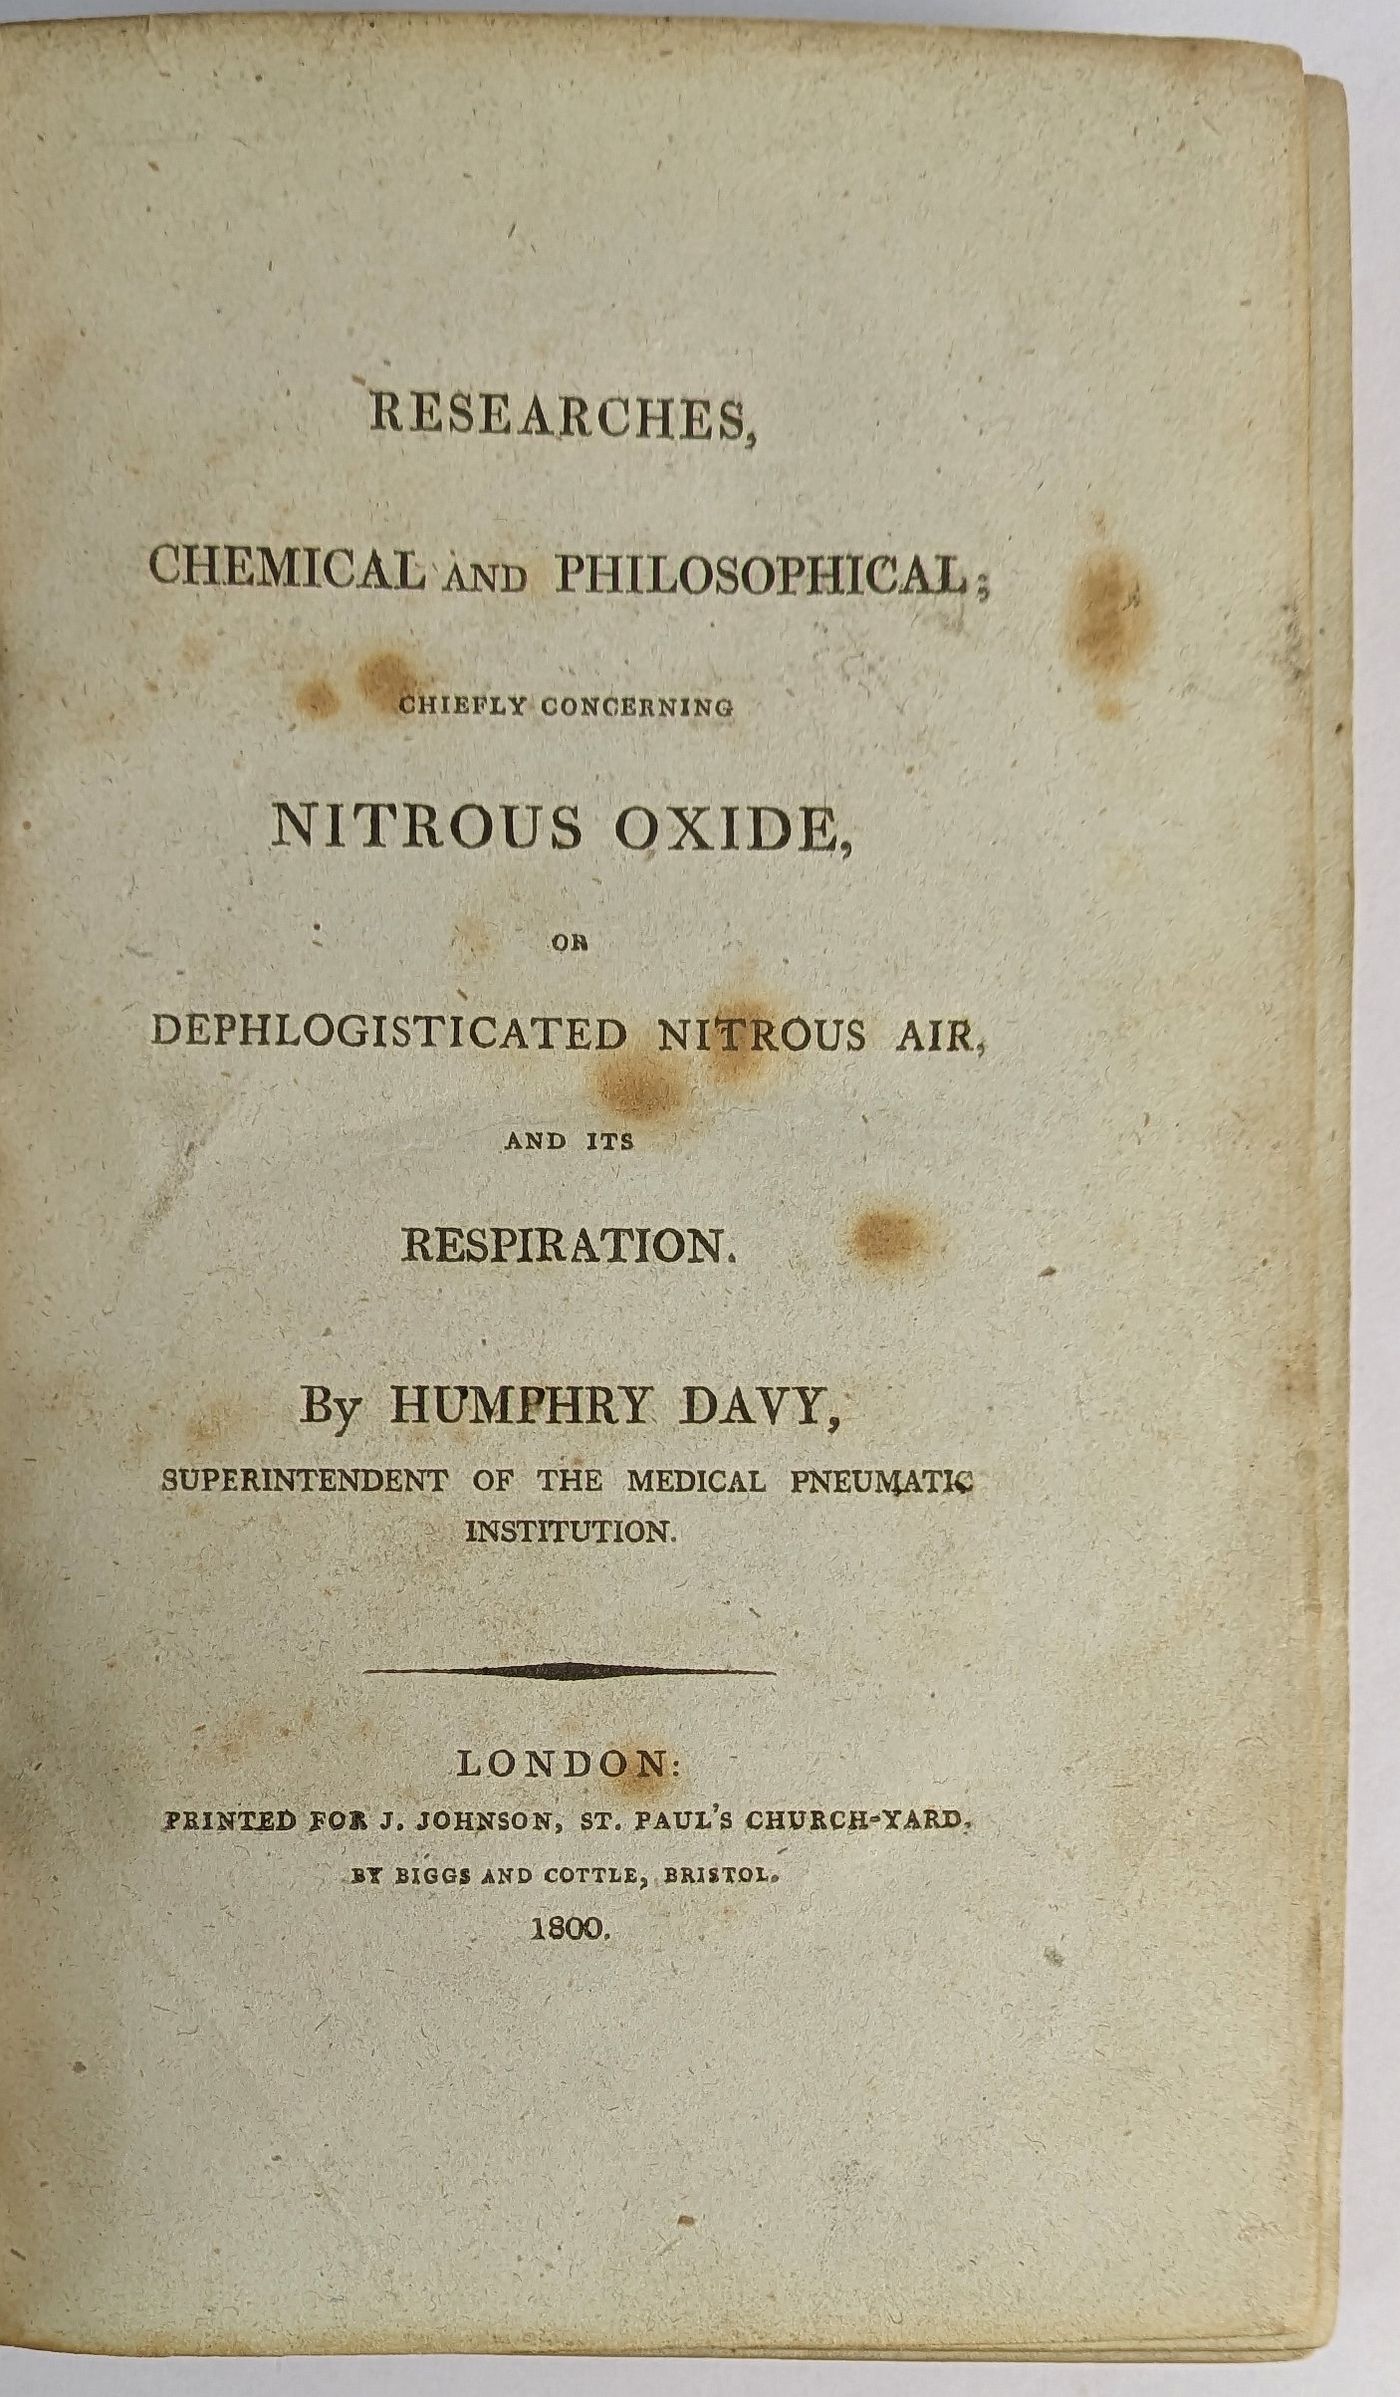 RESEARCHES,
CHEMICAL AND PHILOSOPHICAL;
CHIEFLY CONCERNING
NITROUS OXIDE,
OR
DEPHLOGISTICATED NITROUS AIR,
AND ITS
RESPIRATION.
By HUMPHRY DAVY,
SUPERINTENDENT OF THE MEDICAL PNEUMATIC
INSTITUTION.
LONDON:
PRINTED FOR J. JOHNSON, ST. PAUL'S CHURCH-YARD.
BY BIGGS AND COTTLE, BRISTOL.
1800.